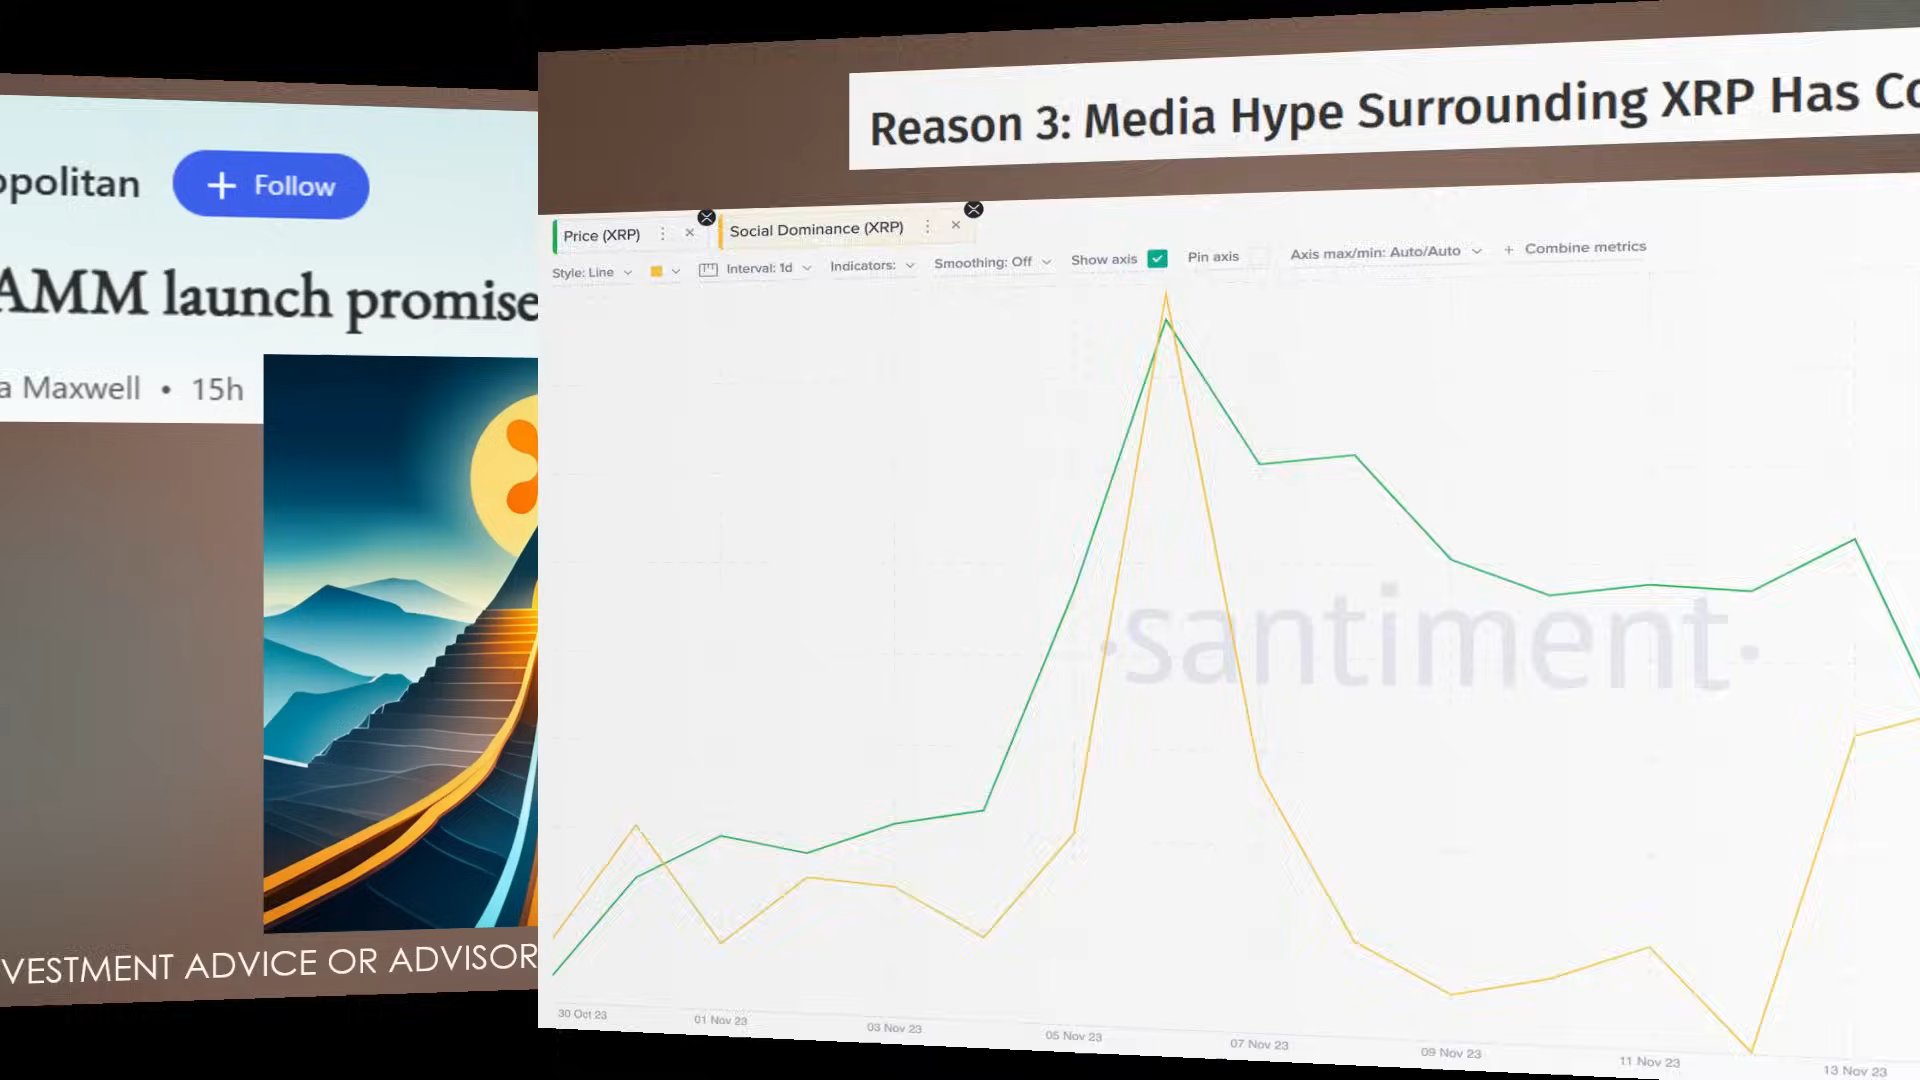 opolitan
+ Follow
AMM launch promise
a Maxwell • 15h
VESTMENT ADVICE OR ADVISOR
Reason 3: Media Hype Surrounding XRP Has Co
Price (XRP)
Social Dominance (XRP)
Style: Line
Interval: 1d
Indicators:
Smoothing: Off
Show axis
Pin axis
Axis max/min: Auto/Auto
+ Combine metrics
·santiment·
30 Oct 23
01 Nov 23
03 Nov 23
05 Nov 23
07 Nov 23
09 Nov 23
11 Nov 23
13 Nov 23